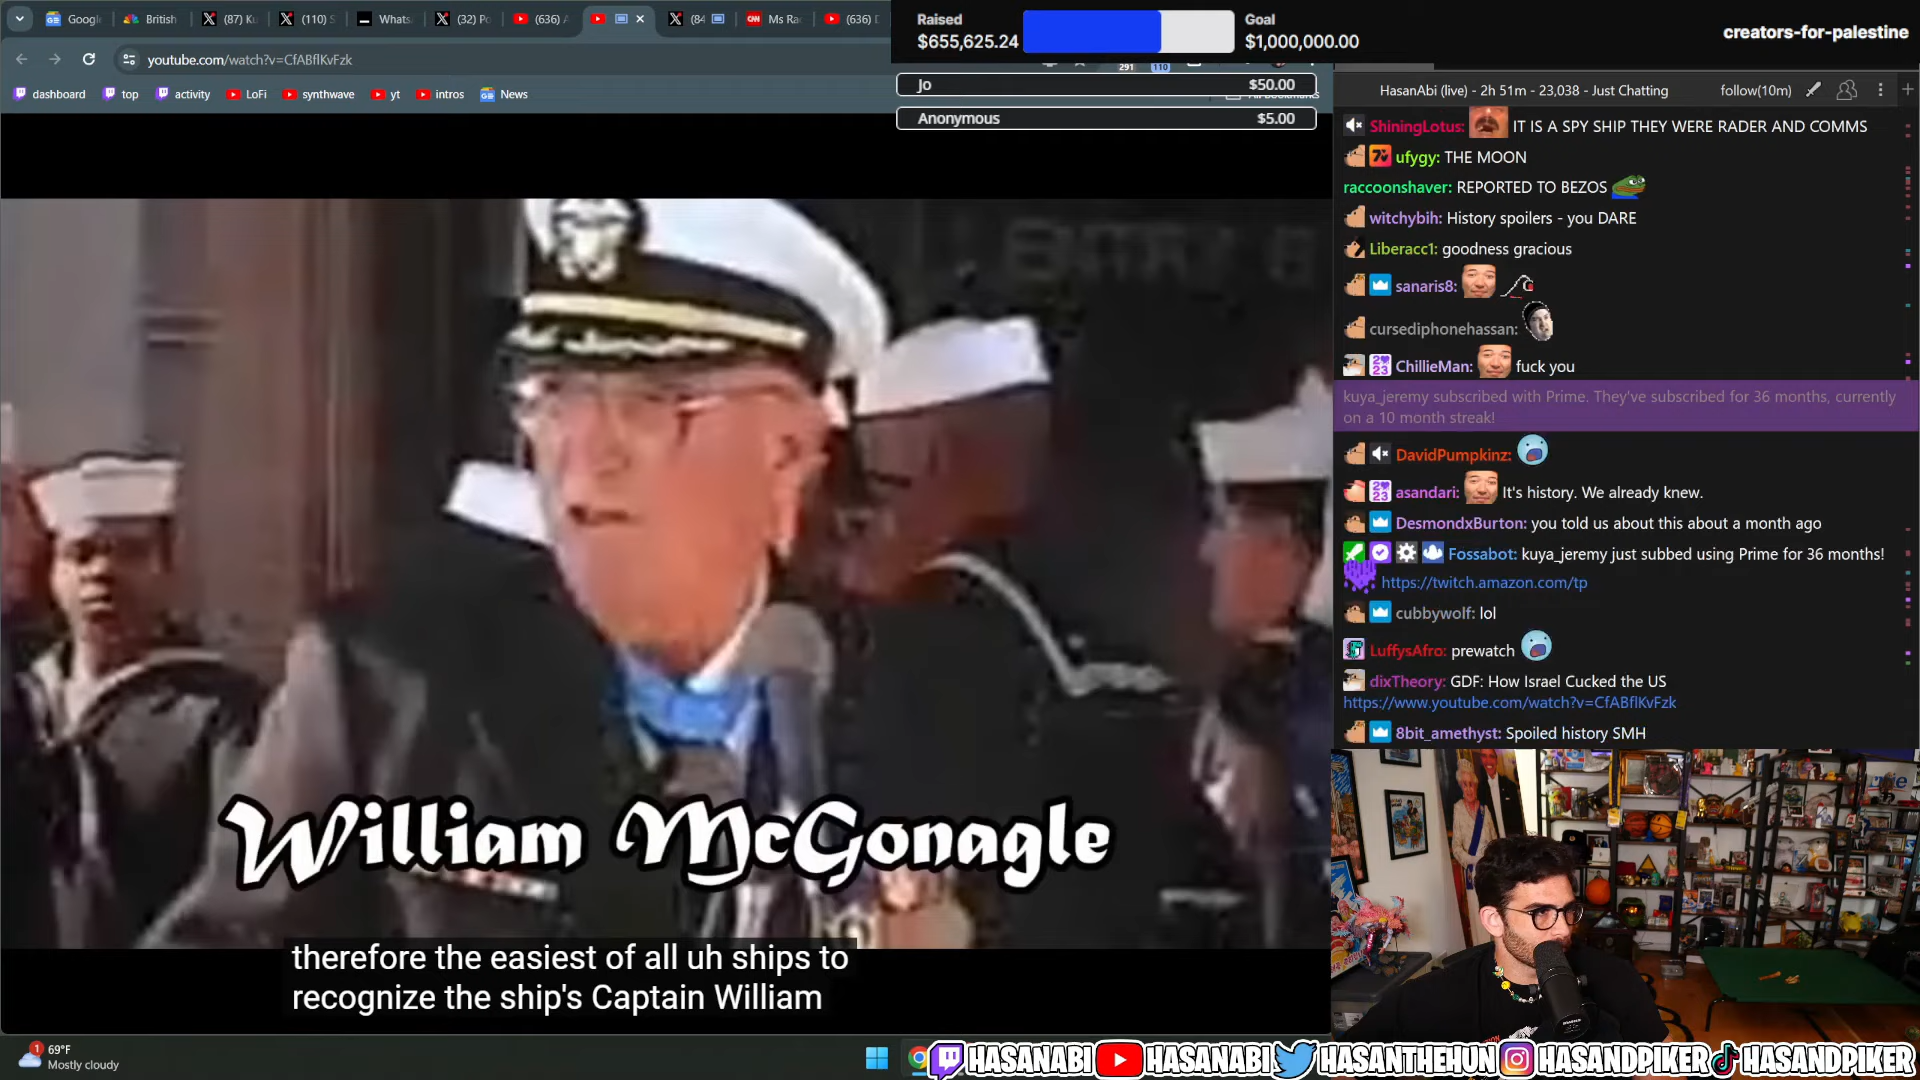 Google
British
(87) Ku
(110) S
Whats
(32) Po
(636) A
(84
Ms Ra
(636) D
youtube.com/watch?v=CfABflKvFzk
291
110
dashboard
top
activity
LoFi
synthwave
yt
intros
News
Raised
$655,625.24
Goal
$1,000,000.00
creators-for-palestine
Jo $50.00
Anonymous $5.00
HasanAbi (live) - 2h 51m - 23,038 - Just Chatting
follow(10m)
ShiningLotus: IT IS A SPY SHIP THEY WERE RADER AND COMMS
ufygy: THE MOON
raccoonshaver: REPORTED TO BEZOS
witchybih: History spoilers - you DARE
Liberacc1: goodness gracious
sanaris8:
cursediphonehassan:
ChillieMan: fuck you
kuya_jeremy subscribed with Prime. They've subscribed for 36 months, currently
on a 10 month streak!
DavidPumpkinz:
asandari: It's history. We already knew.
DesmondxBurton: you told us about this about a month ago
Fossabot: kuya_jeremy just subbed using Prime for 36 months!
https://twitch.amazon.com/tp
cubbywolf: lol
LuffysAfro: prewatch
dixTheory: GDF: How Israel Cucked the US
https://www.youtube.com/watch?v=CfABflKvFzk
8bit_amethyst: Spoiled history SMH
William McGonagle
therefore the easiest of all uh ships to
recognize the ship's Captain William
1
69°F
Mostly cloudy
HASANABI
HASANABI
HASANTHEHUN
HASANDPIKER
HASANDPIKER